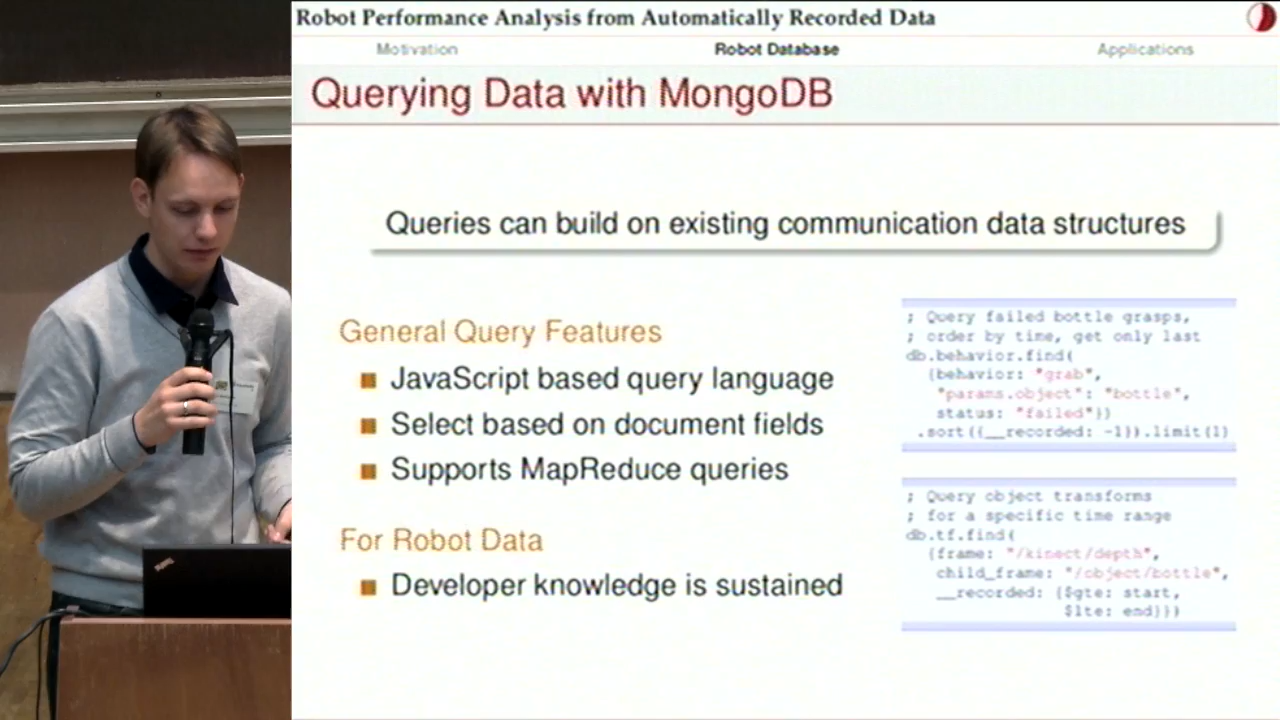 Robot Performance Analysis from Automatically Recorded Data
Motivation
Robot Database
Applications
Querying Data with MongoDB
Queries can build on existing communication data structures
General Query Features
JavaScript based query language
Select based on document fields
Supports MapReduce queries
For Robot Data
Developer knowledge is sustained
; Query failed bottle grasps,
; order by time, get only last
db.behavior.find(
{behavior: "grab",
"params.object": "bottle",
status: "failed"})
.sort({__recorded: -1}).limit(1)
; Query object transforms
; for a specific time range
db.tf.find(
{frame: "/kinect/depth",
child_frame: "/object/bottle",
__recorded: {$gte: start,
$lte: end}})